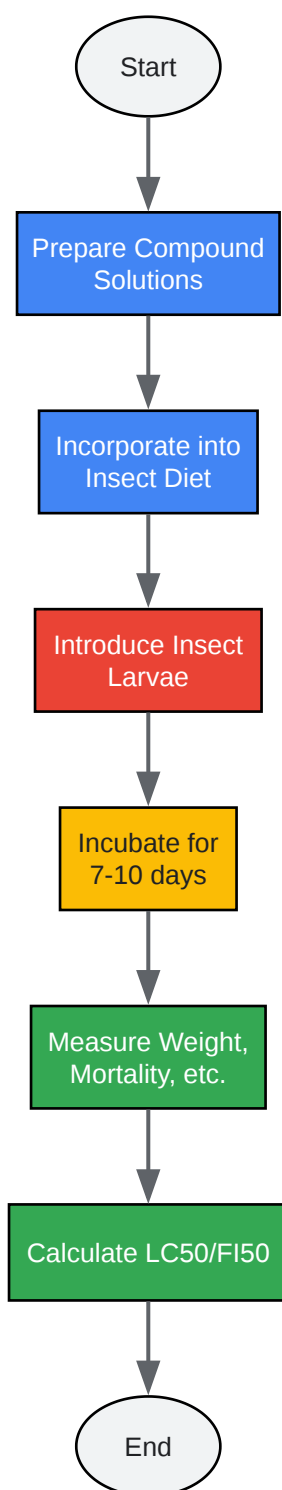 Start
Prepare Compound
Solutions
Incorporate into
Insect Diet
Introduce Insect
Larvae
Incubate for
7-10 days
Measure Weight,
Mortality, etc.
Calculate LC50/FI50
End